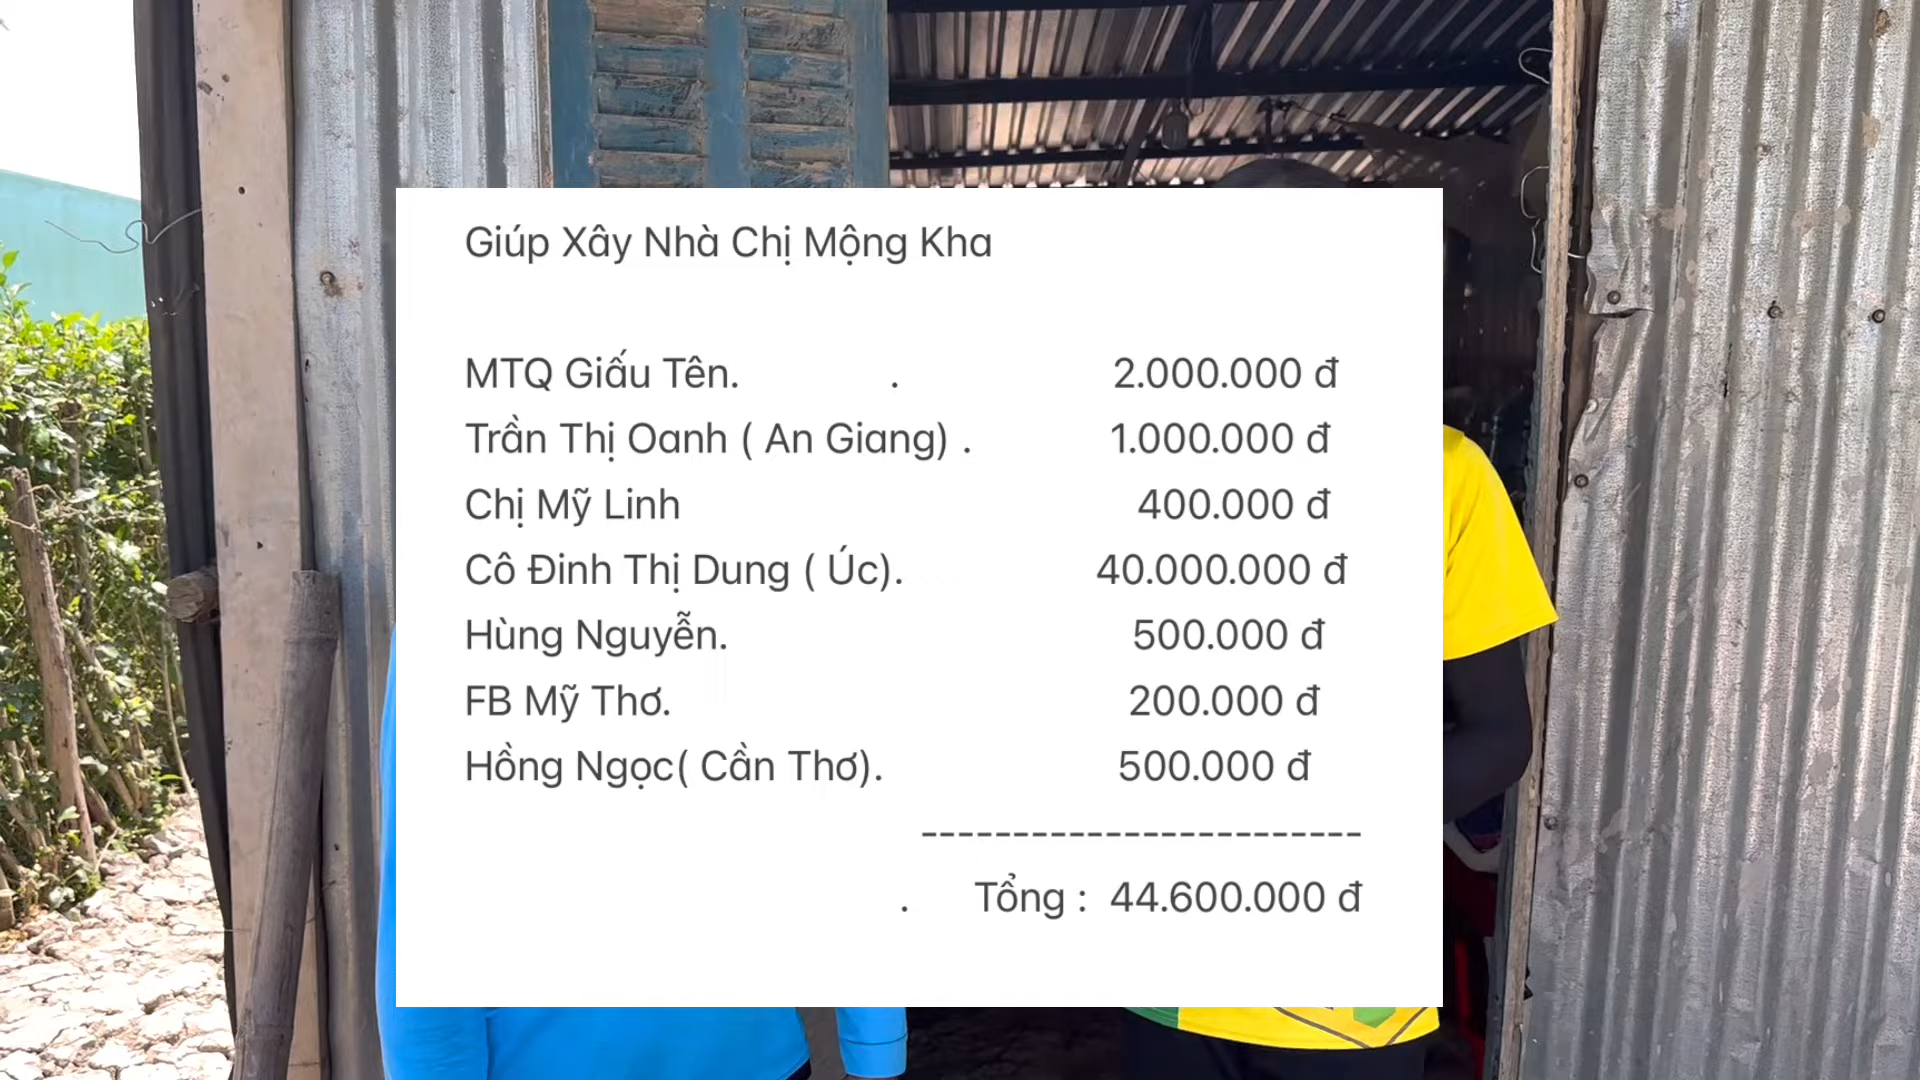 Giúp Xây Nhà Chị Mộng Kha
MTQ Giấu Tên. . 2.000.000 đ
Trần Thị Oanh ( An Giang) . 1.000.000 đ
Chị Mỹ Linh 400.000 đ
Cô Đinh Thị Dung ( Úc). 40.000.000 đ
Hùng Nguyễn. 500.000 đ
FB Mỹ Thơ. 200.000 đ
Hồng Ngọc( Cần Thơ). 500.000 đ
------------------------
. Tổng : 44.600.000 đ